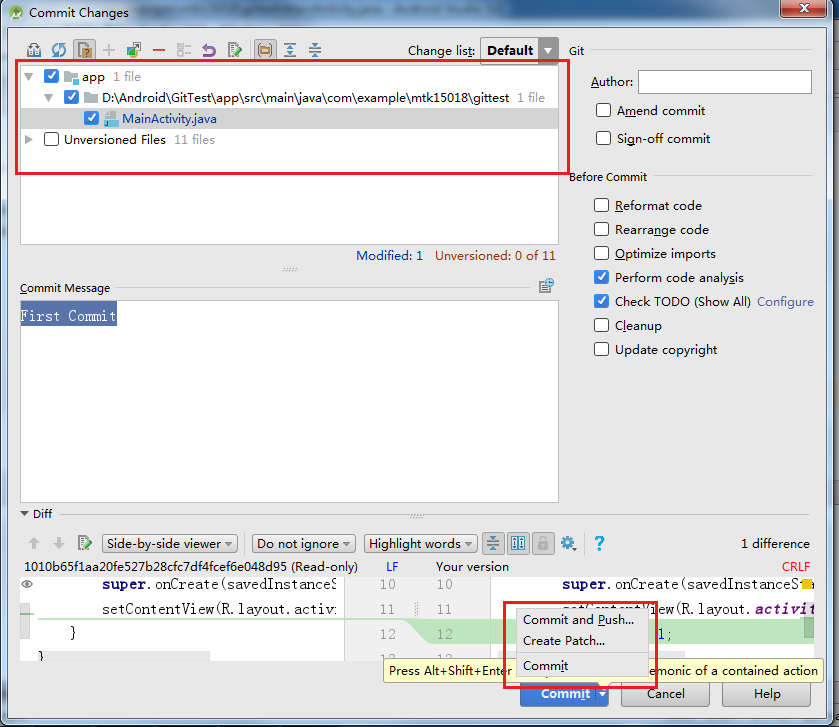 Commit Changes
Change list: Default
Git
app 1 file
D:\Android\GitTest\app\src\main\java\com\example\mtk15018\gittest 1 file
MainActivity.java
Unversioned Files 11 files
Modified: 1 Unversioned: 0 of 11
Author:
Amend commit
Sign-off commit
Before Commit
Reformat code
Rearrange code
Optimize imports
Perform code analysis
Check TODO (Show All) Configure
Cleanup
Update copyright
Commit Message
First Commit
Diff
Side-by-side viewer Do not ignore Highlight words ? 1 difference
1010b65f1aa20fe527b28cfc7df4fcef6e048d95 (Read-only) LF Your version CRLF
super.onCreate(savedInstanceS 10 10 super.onCreate(savedInstanceSta
setContentView(R.layout.activi 11 11 setContentView(R.layout.activit
} 12 12 1;
}
Commit and Push...
Create Patch...
Commit
Press Alt+Shift+Enter emonic of a contained action
Commit Cancel Help